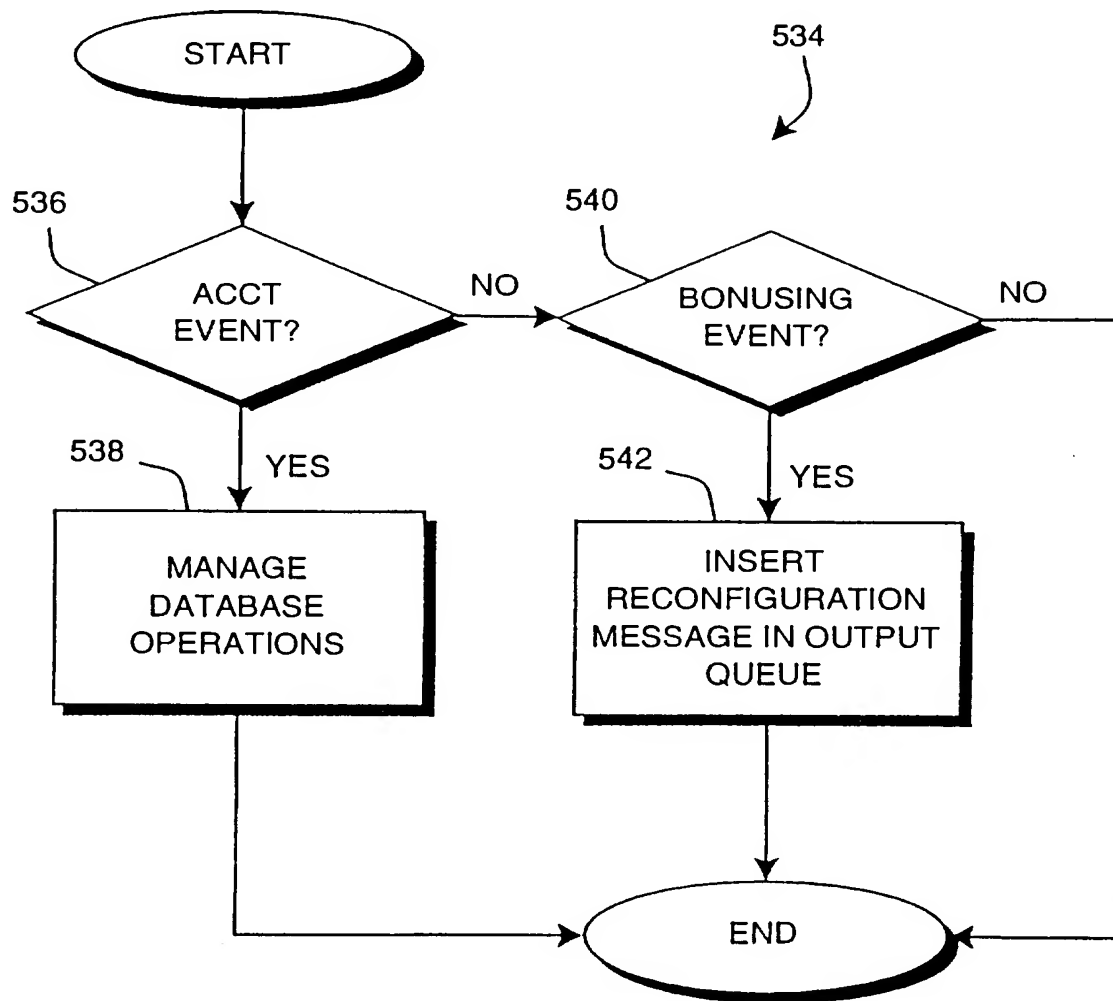 START
534
536
540
ACCT
EVENT?
NO
BONUSING
EVENT?
NO
538
YES
542
YES
MANAGE
DATABASE
OPERATIONS
INSERT
RECONFIGURATION
MESSAGE IN OUTPUT
QUEUE
END